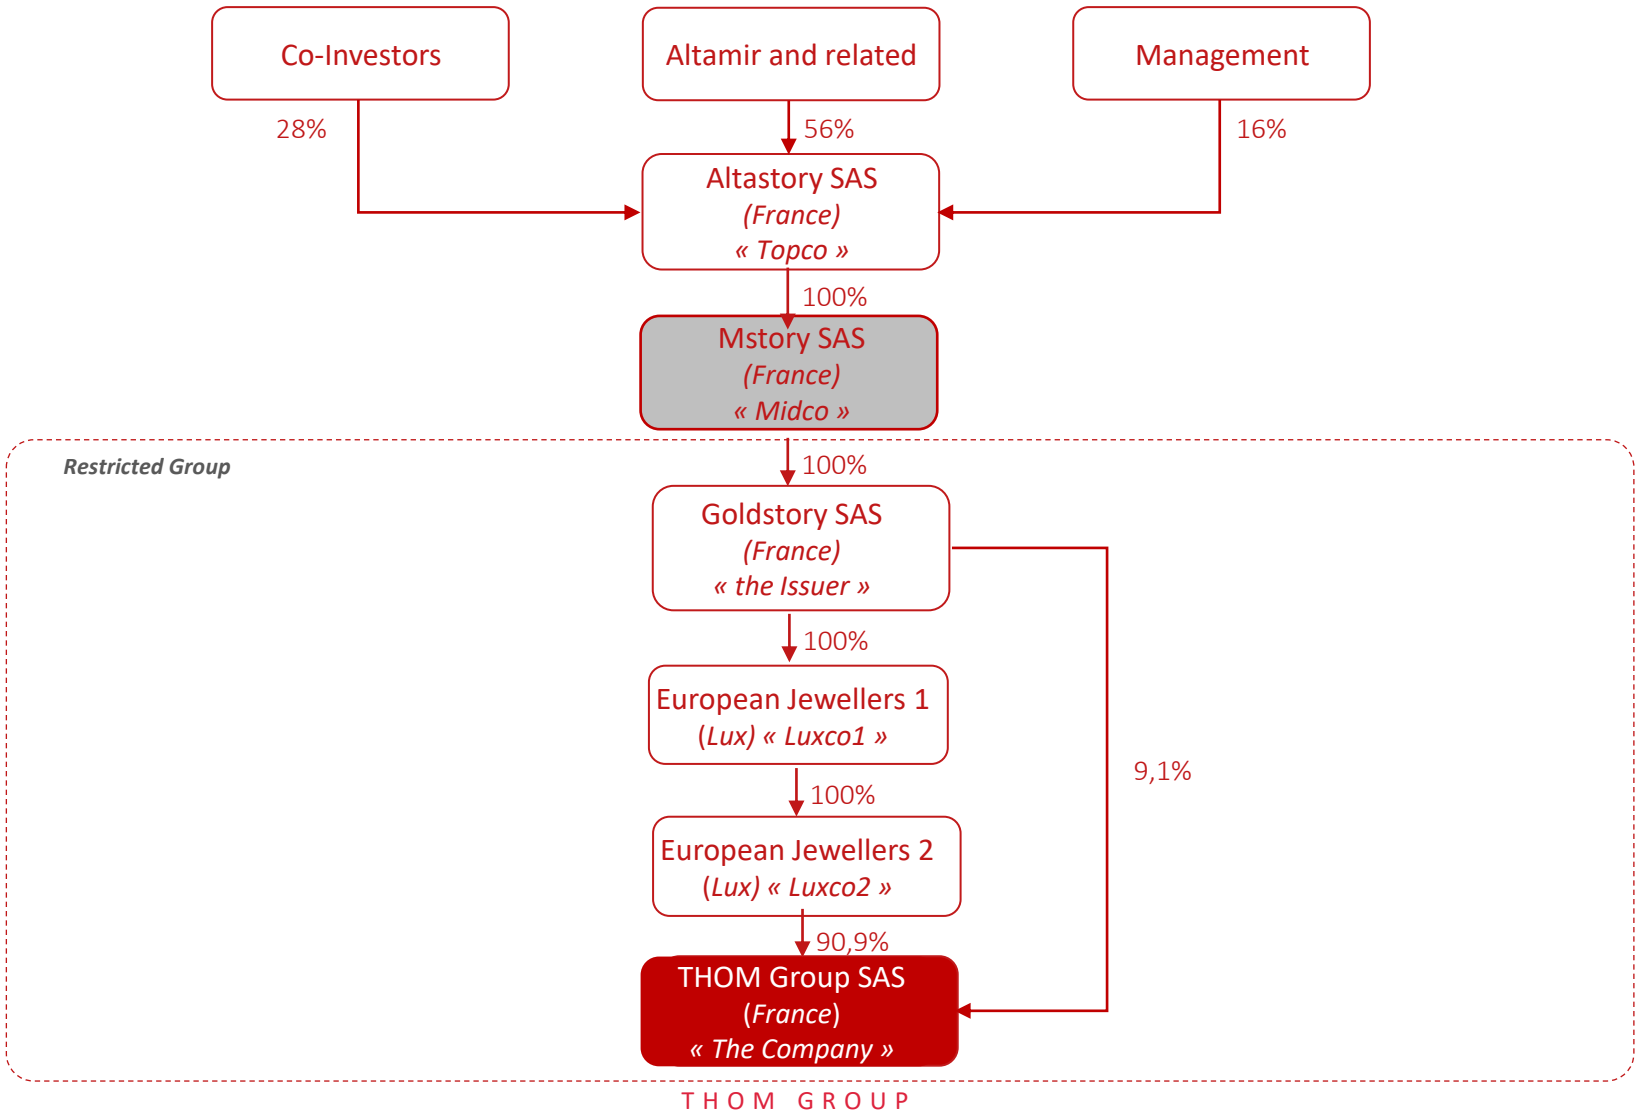 Co-Investors
Altamir and related
Management
28%
56%
16%
Altastory SAS
(France)
« Topco »
100%
Mstory SAS
(France)
« Midco »
Restricted Group
100%
Goldstory SAS
(France)
« the Issuer »
100%
European Jewellers 1
(Lux) « Luxco1 »
9,1%
100%
European Jewellers 2
(Lux) « Luxco2 »
90,9%
THOM Group SAS
(France)
« The Company »
THOM GROUP